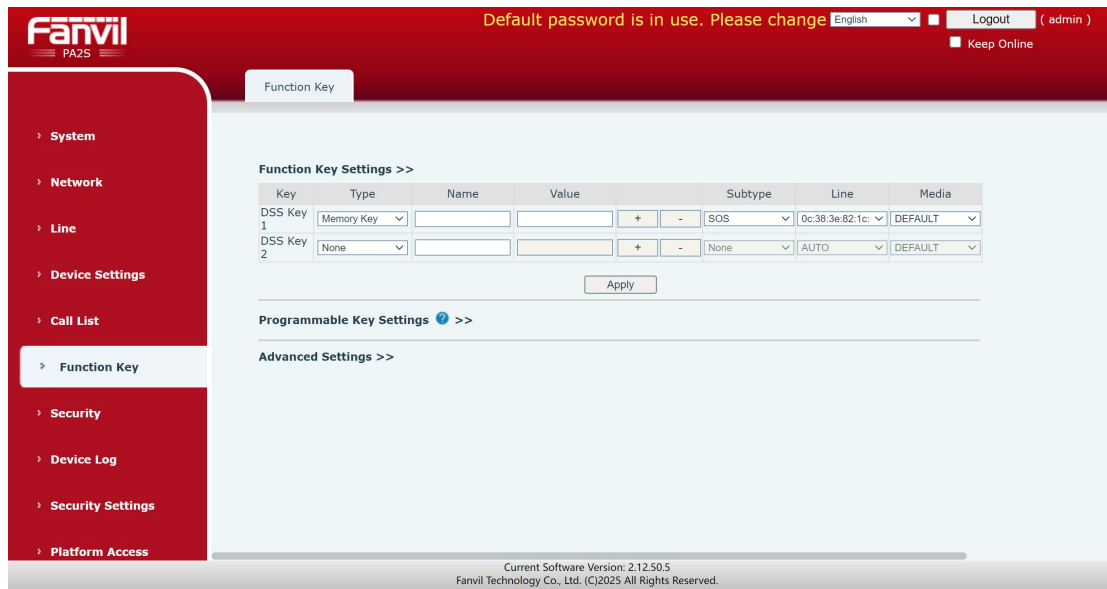 Fanvil
PA2S
Default password is in use. Please change English Logout ( admin )
Keep Online
Function Key
System
Network
Line
Device Settings
Call List
Function Key
Security
Device Log
Security Settings
Platform Access
Function Key Settings >>
Key Type Name Value Subtype Line Media
DSS Key 1 Memory Key + - SOS 0c:38:3e:82:1c: DEFAULT
DSS Key 2 None + - None AUTO DEFAULT
Apply
Programmable Key Settings ? >>
Advanced Settings >>
Current Software Version: 2.12.50.5
Fanvil Technology Co., Ltd. (C)2025 All Rights Reserved.